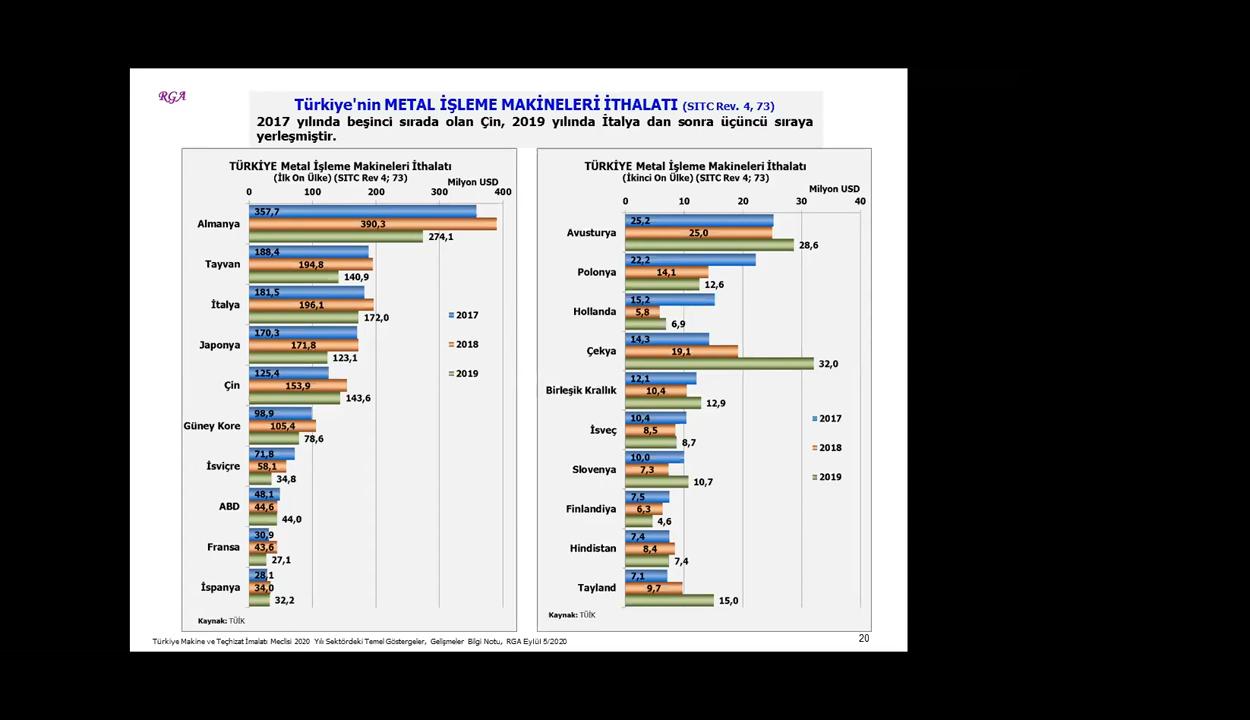 RGA
Türkiye'nin METAL İŞLEME MAKİNELERİ İTHALATI (SITC Rev. 4, 73)
2017 yılında beşinci sırada olan Çin, 2019 yılında İtalya dan sonra üçüncü sıraya
yerleşmiştir.
TÜRKİYE Metal İşleme Makineleri İthalatı
(İlk On Ülke) (SITC Rev 4; 73)
Milyon USD
0 100 200 300 400
Almanya 357,7 390,3 274,1
Tayvan 188,4 194,8 140,9
İtalya 181,5 196,1 172,0
Japonya 170,3 171,8 123,1
Çin 125,4 153,9 143,6
Güney Kore 98,9 105,4 78,6
İsviçre 71,8 58,1 34,8
ABD 48,1 44,6 44,0
Fransa 30,9 43,6 27,1
İspanya 28,1 34,0 32,2
2017
2018
2019
Kaynak: TÜİK
TÜRKİYE Metal İşleme Makineleri İthalatı
(İkinci On Ülke) (SITC Rev 4; 73)
Milyon USD
0 10 20 30 40
Avusturya 25,2 25,0 28,6
Polonya 22,2 14,1 12,6
Hollanda 15,2 5,8 6,9
Çekya 14,3 19,1 32,0
Birleşik Krallık 12,1 10,4 12,9
İsveç 10,4 8,5 8,7
Slovenya 10,0 7,3 10,7
Finlandiya 7,5 6,3 4,6
Hindistan 7,4 8,4 7,4
Tayland 7,1 9,7 15,0
2017
2018
2019
Kaynak: TÜİK
Türkiye Makine ve Teçhizat İmalatı Meclisi 2020 Yılı Sektördeki Temel Göstergeler, Gelişmeler Bilgi Notu, RGA Eylül 5/2020
20